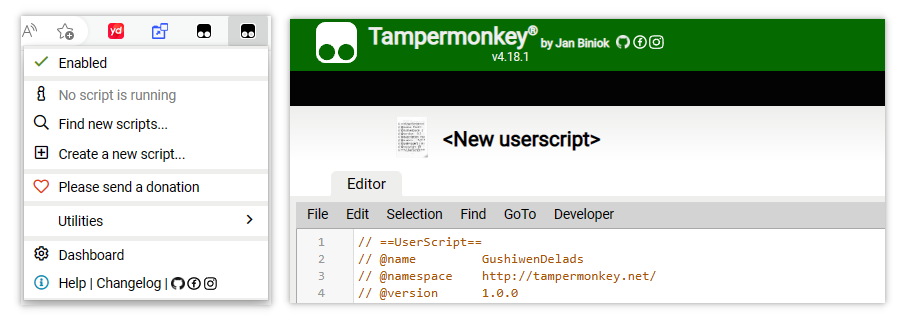 A
yd
Enabled
No script is running
Find new scripts...
Create a new script...
Please send a donation
Utilities
Dashboard
Help | Changelog |
Tampermonkey® by Jan Biniok
v4.18.1
<New userscript>
Editor
File Edit Selection Find GoTo Developer
1 // ==UserScript==
2 // @name GushiwenDelads
3 // @namespace http://tampermonkey.net/
4 // @version 1.0.0